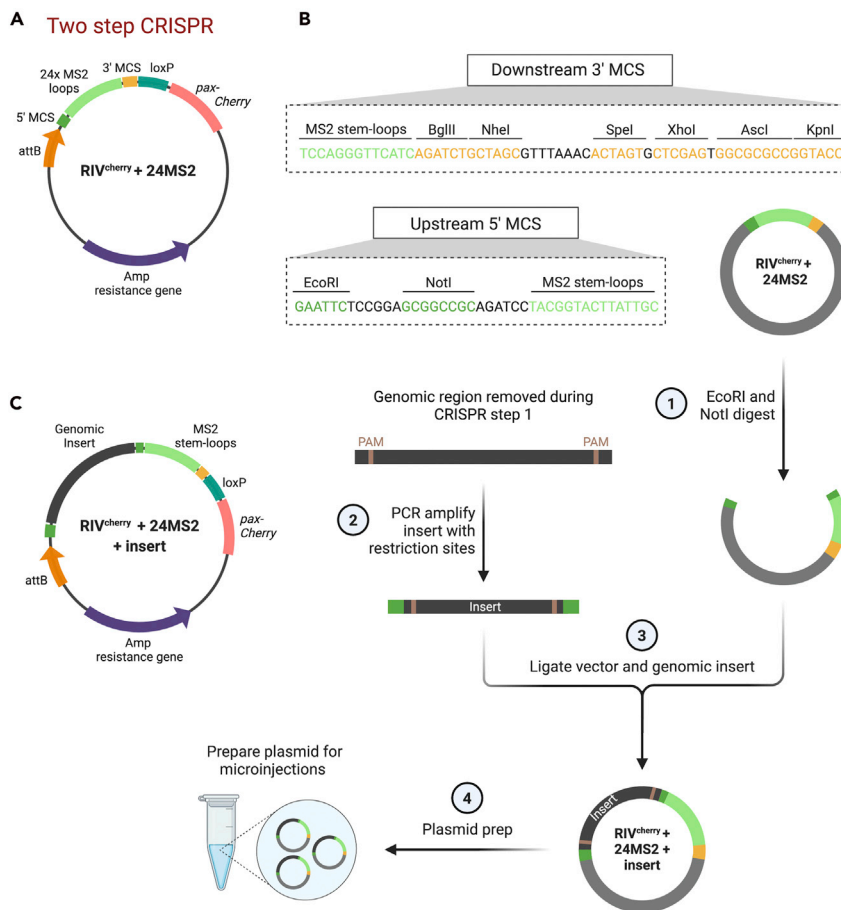 A
Two step CRISPR
24x MS2
loops
3' MCS
loxP
pax-
Cherry
5' MCS
attB
RIVcherry + 24MS2
Amp
resistance gene
B
Downstream 3' MCS
MS2 stem-loops BglII NheI SpeI XhoI AscI KpnI
TCCAGGGTTCATCAGATCTGCTAGCGTTTAAACACTAGTGCTCGAGTGGCGCGCCGGTACC
Upstream 5' MCS
EcoRI NotI MS2 stem-loops
GAATTCTCCGGAGCGGCCGCAGATCCTACGGTACTTATTGC
RIVcherry +
24MS2
1
EcoRI and
NotI digest
C
Genomic
Insert
MS2
stem-loops
loxP
pax-
Cherry
RIVcherry + 24MS2
+ insert
attB
Amp
resistance gene
Genomic region removed during
CRISPR step 1
PAM PAM
2
PCR amplify
insert with
restriction sites
Insert
3
Ligate vector and genomic insert
Prepare plasmid for
microinjections
4
Plasmid prep
Insert
RIVcherry +
24MS2 +
insert